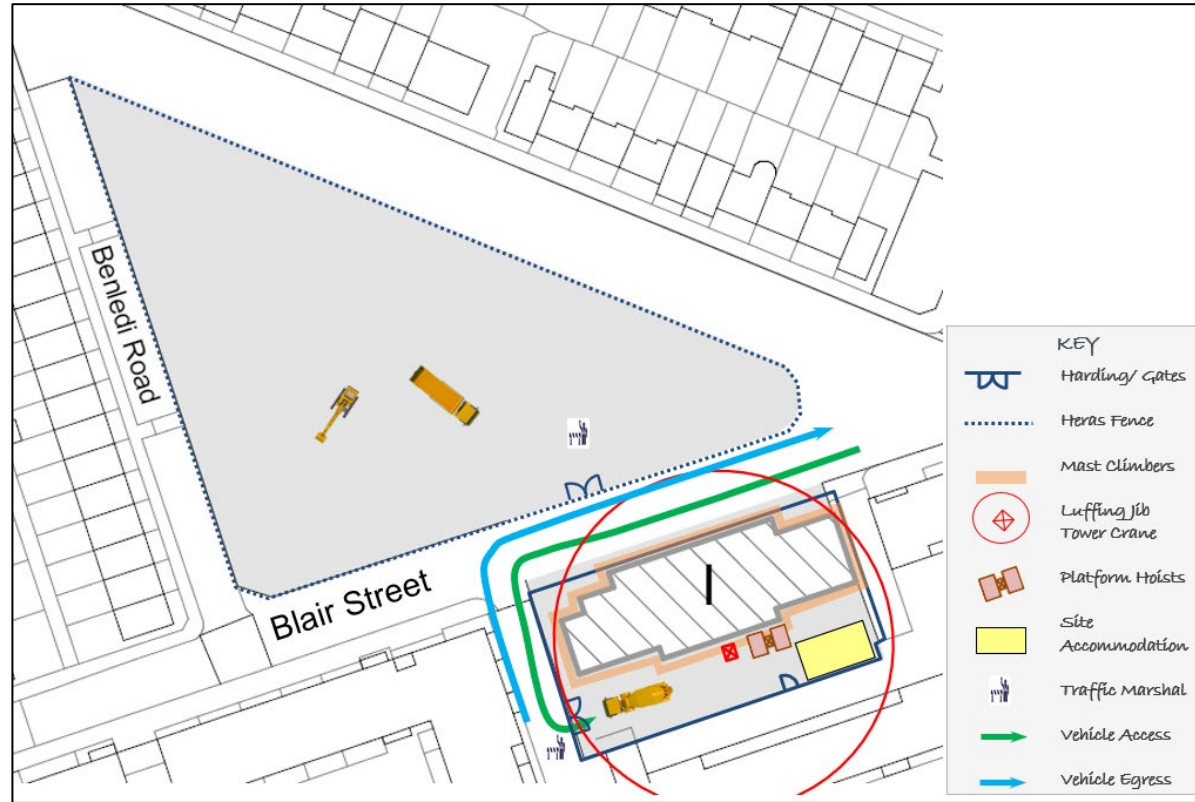 Benledi Road
Blair Street
KEY
Harding/ Gates
Heras Fence
Mast Climbers
Luffing Jib
Tower Crane
Platform Hoists
Site
Accommodation
Traffic Marshal
Vehicle Access
Vehicle Egress